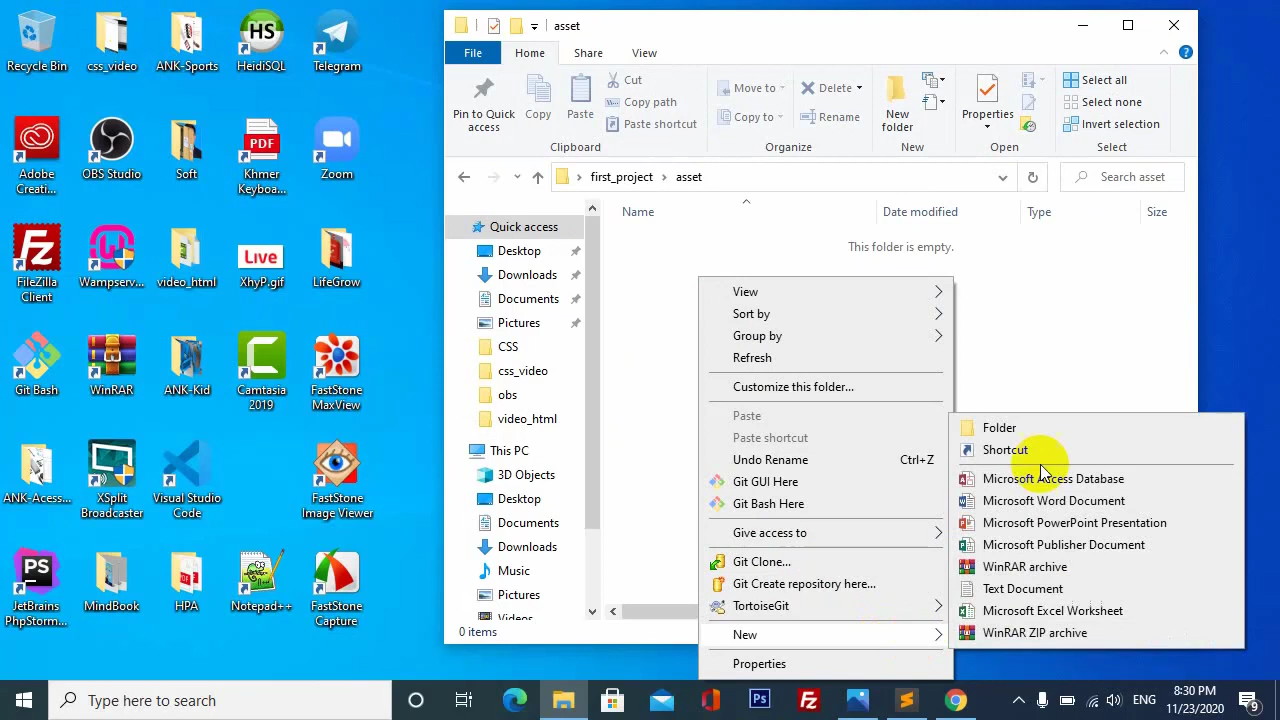 Recycle Bin
css_video
ANK-Sports
HeidiSQL
Telegram
Adobe
Creati...
OBS Studio
Soft
Khmer
Keyboa...
Zoom
FileZilla
Client
Wampserv...
video_html
XhyP.gif
LifeGrow
Git Bash
WinRAR
ANK-Kid
Camtasia
2019
FastStone
MaxView
ANK-Acess...
XSplit
Broadcaster
Visual Studio
Code
FastStone
Image Viewer
JetBrains
PhpStorm...
MindBook
HPA
Notepad++
FastStone
Capture
HS
PDF
Live
PS
asset
File
Home
Share
View
Pin to Quick
access
Copy
Paste
Cut
Copy path
Paste shortcut
Clipboard
Move to
Copy to
Delete
Rename
Organize
New
folder
New
Properties
Open
Select all
Select none
Invert selection
Select
first_project
asset
Search asset
Name
Date modified
Type
Size
This folder is empty.
Quick access
Desktop
Downloads
Documents
Pictures
CSS
css_video
obs
video_html
This PC
3D Objects
Desktop
Documents
Downloads
Music
Pictures
Videos
0 items
View
Sort by
Group by
Refresh
Customize this folder...
Paste
Paste shortcut
Undo Rename Ctrl+Z
Git GUI Here
Git Bash Here
Give access to
Git Clone...
Git Create repository here...
TortoiseGit
New
Properties
Folder
Shortcut
Microsoft Access Database
Microsoft Word Document
Microsoft PowerPoint Presentation
Microsoft Publisher Document
WinRAR archive
Text Document
Microsoft Excel Worksheet
WinRAR ZIP archive
Type here to search
Ps
Fz
ENG
8:30 PM
11/23/2020
9